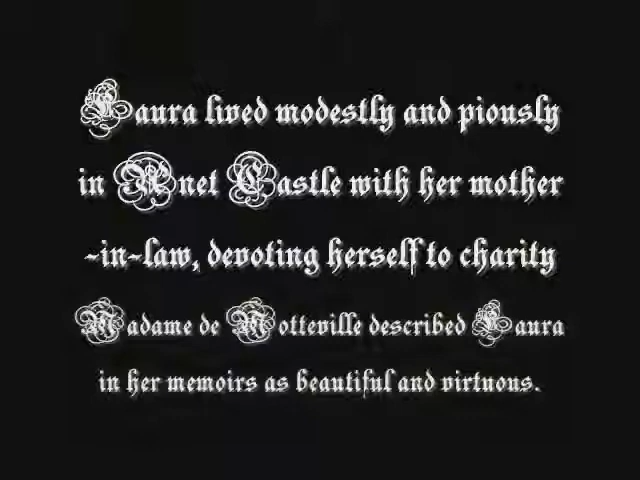 Laura lived modestly and piously
in Anet Castle with her mother
-in-law, devoting herself to charity
Madame de Motteville described Laura
in her memoirs as beautiful and virtuous.